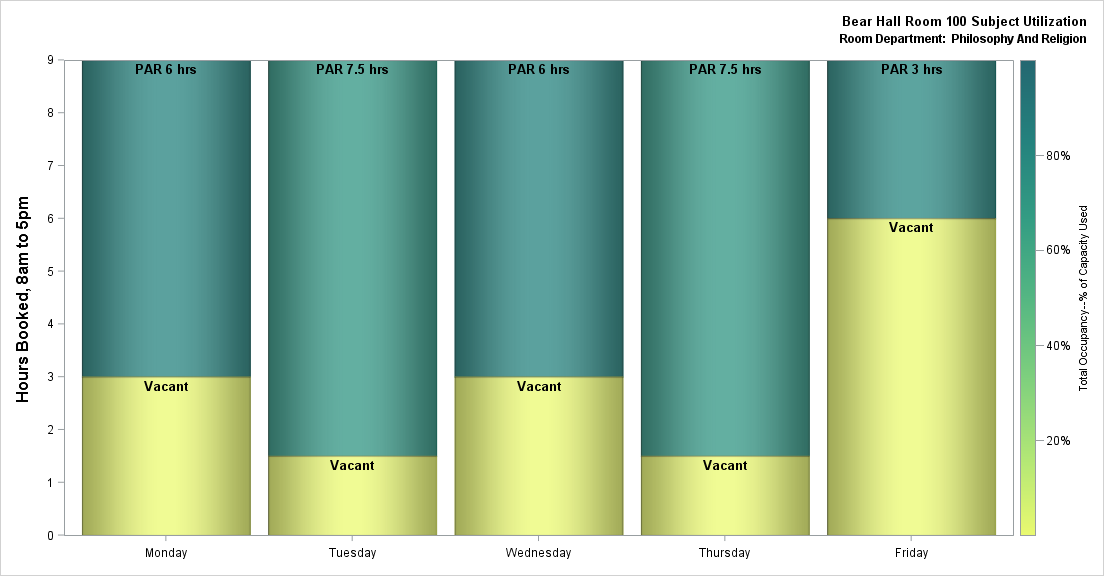 Bear Hall Room 100 Subject Utilization
Room Department: Philosophy And Religion
Hours Booked, 8am to 5pm
9
8
7
6
5
4
3
2
1
0
PAR 6 hrs
PAR 7.5 hrs
PAR 6 hrs
PAR 7.5 hrs
PAR 3 hrs
Vacant
Vacant
Vacant
Vacant
Vacant
Monday
Tuesday
Wednesday
Thursday
Friday
80%
60%
40%
20%
Total Occupancy--% of Capacity Used